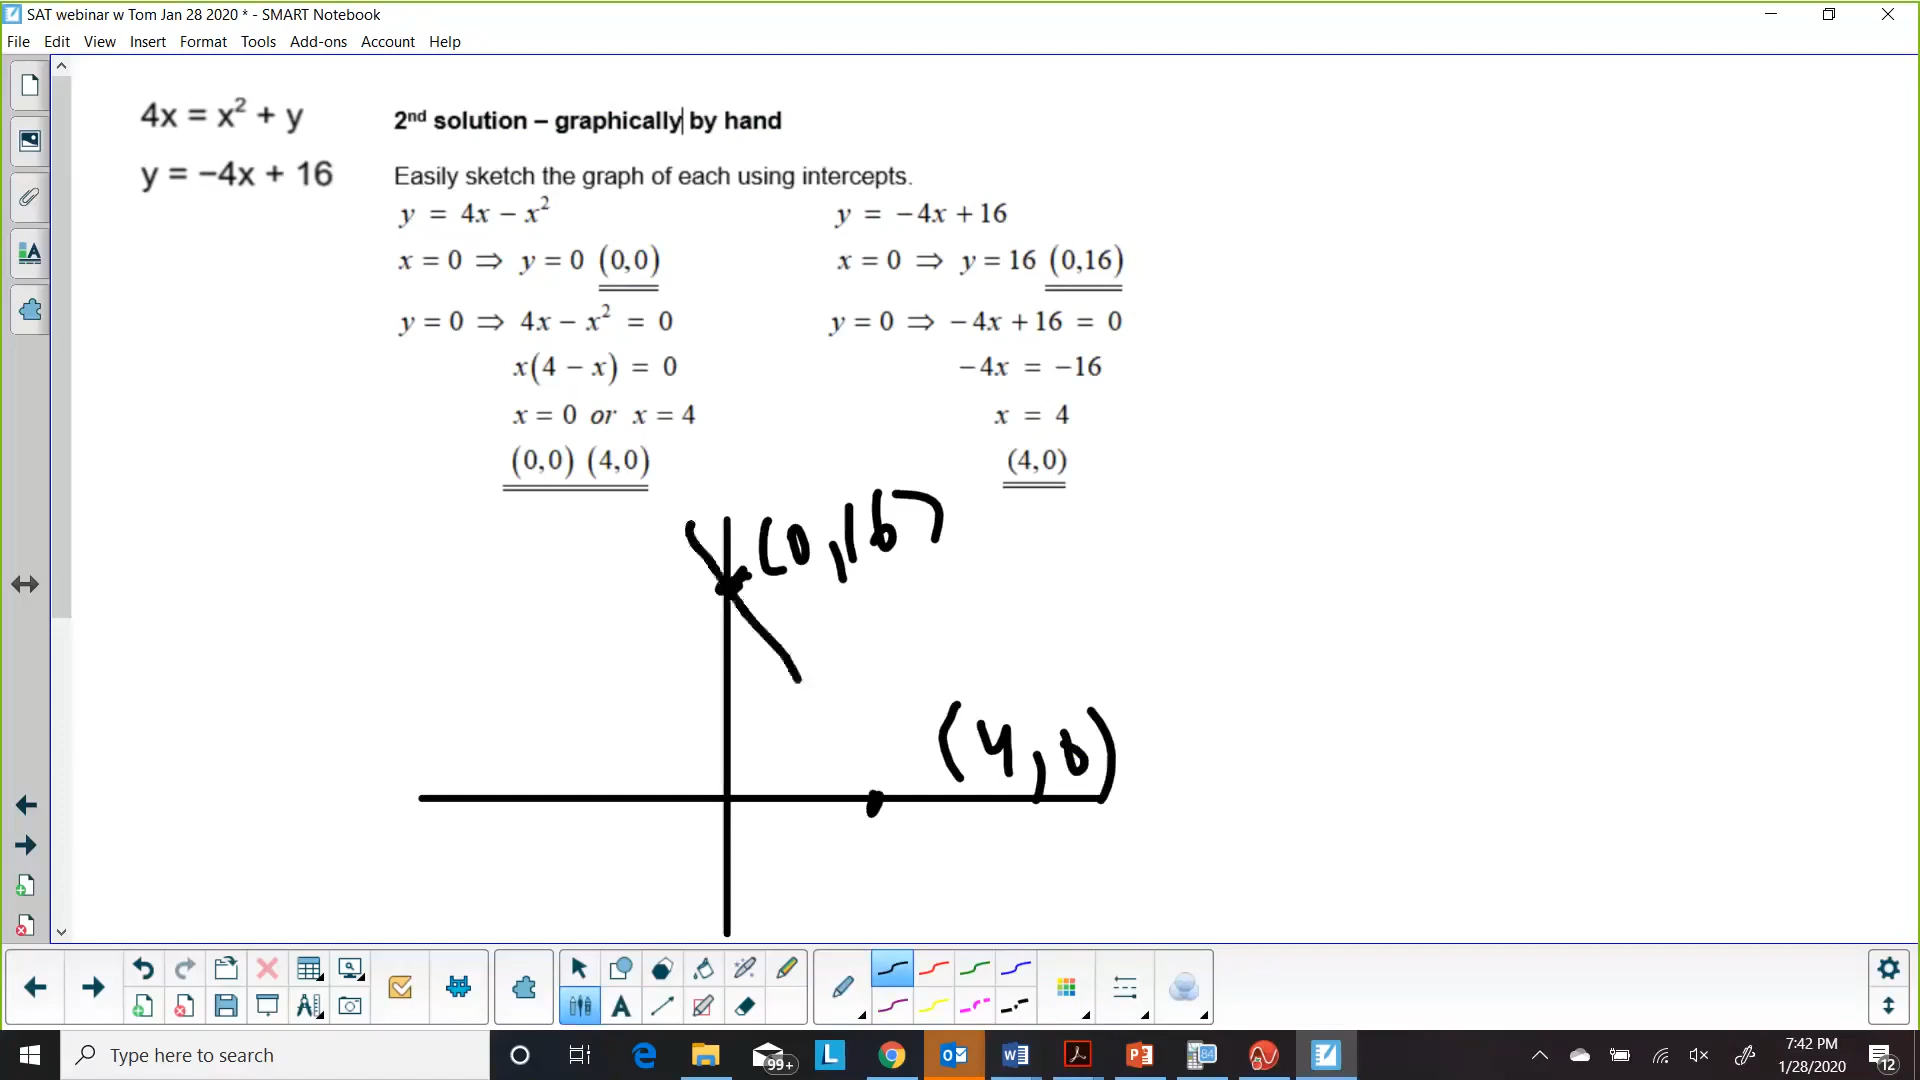 SAT webinar w Tom Jan 28 2020 * - SMART Notebook
File Edit View Insert Format Tools Add-ons Account Help
4x = x² + y
y = −4x + 16
2nd solution – graphically by hand
Easily sketch the graph of each using intercepts.
y = 4x − x²
x = 0 ⇒ y = 0 (0,0)
y = 0 ⇒ 4x − x² = 0
x(4 − x) = 0
x = 0 or x = 4
(0,0) (4,0)
y = −4x + 16
x = 0 ⇒ y = 16 (0,16)
y = 0 ⇒ −4x + 16 = 0
−4x = −16
x = 4
(4,0)
(0,16)
(4,0)
Type here to search
99+
L
84
7:42 PM
1/28/2020
12